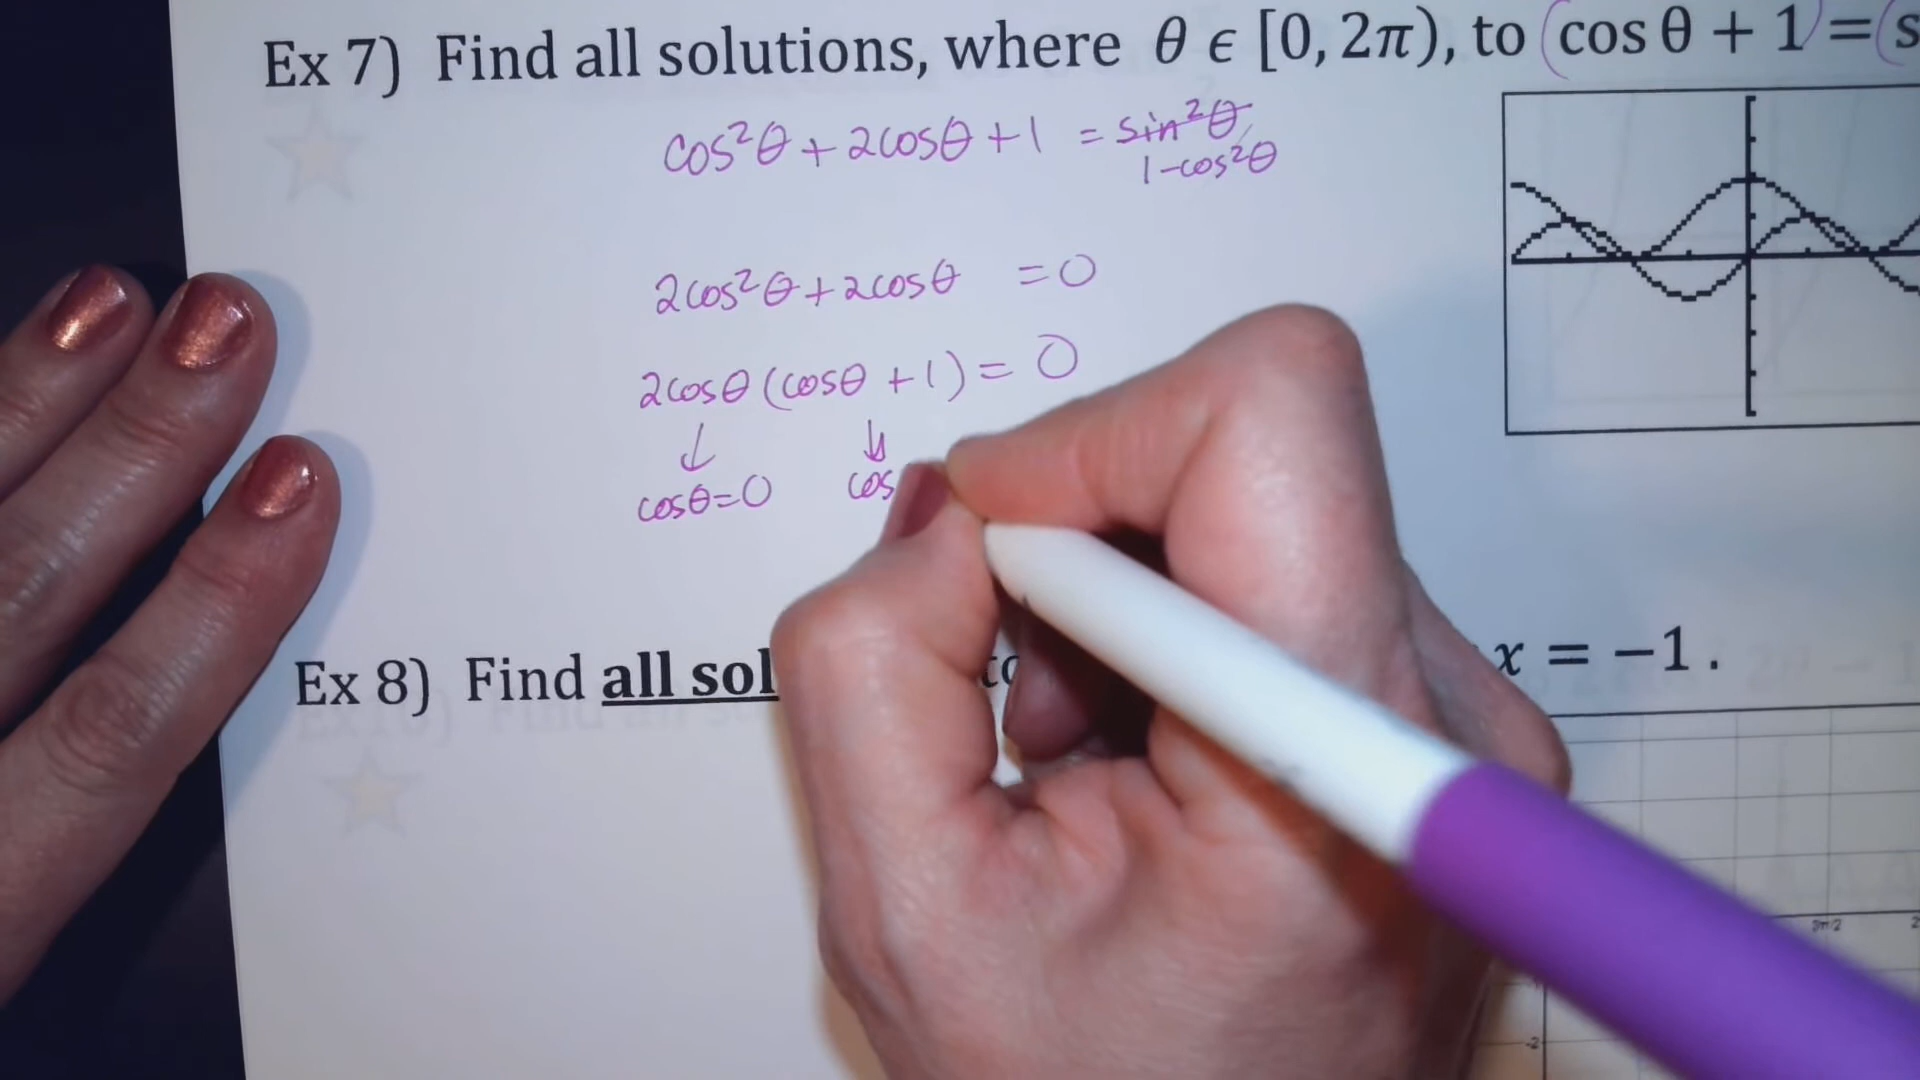 Ex 7) Find all solutions, where θ ϵ [0, 2π), to (cos θ + 1) = (s
cos²θ + 2cosθ + 1 = sin²θ
1-cos²θ
2cos²θ + 2cosθ = 0
2cosθ (cosθ + 1) = 0
↓ ↓
cosθ=0 cos
Ex 8) Find all sol x = −1.
-2